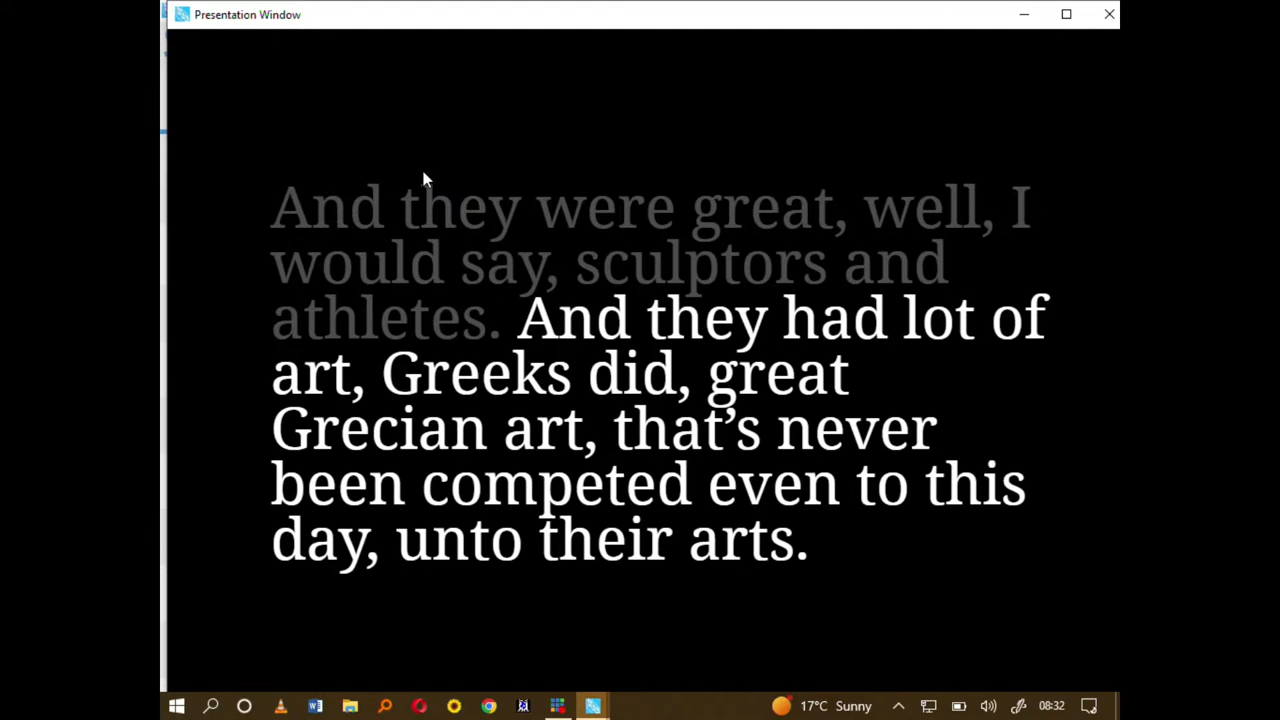 Presentation Window
And they were great, well, I
would say, sculptors and
athletes. And they had lot of
art, Greeks did, great
Grecian art, that’s never
been competed even to this
day, unto their arts.
17°C Sunny
08:32